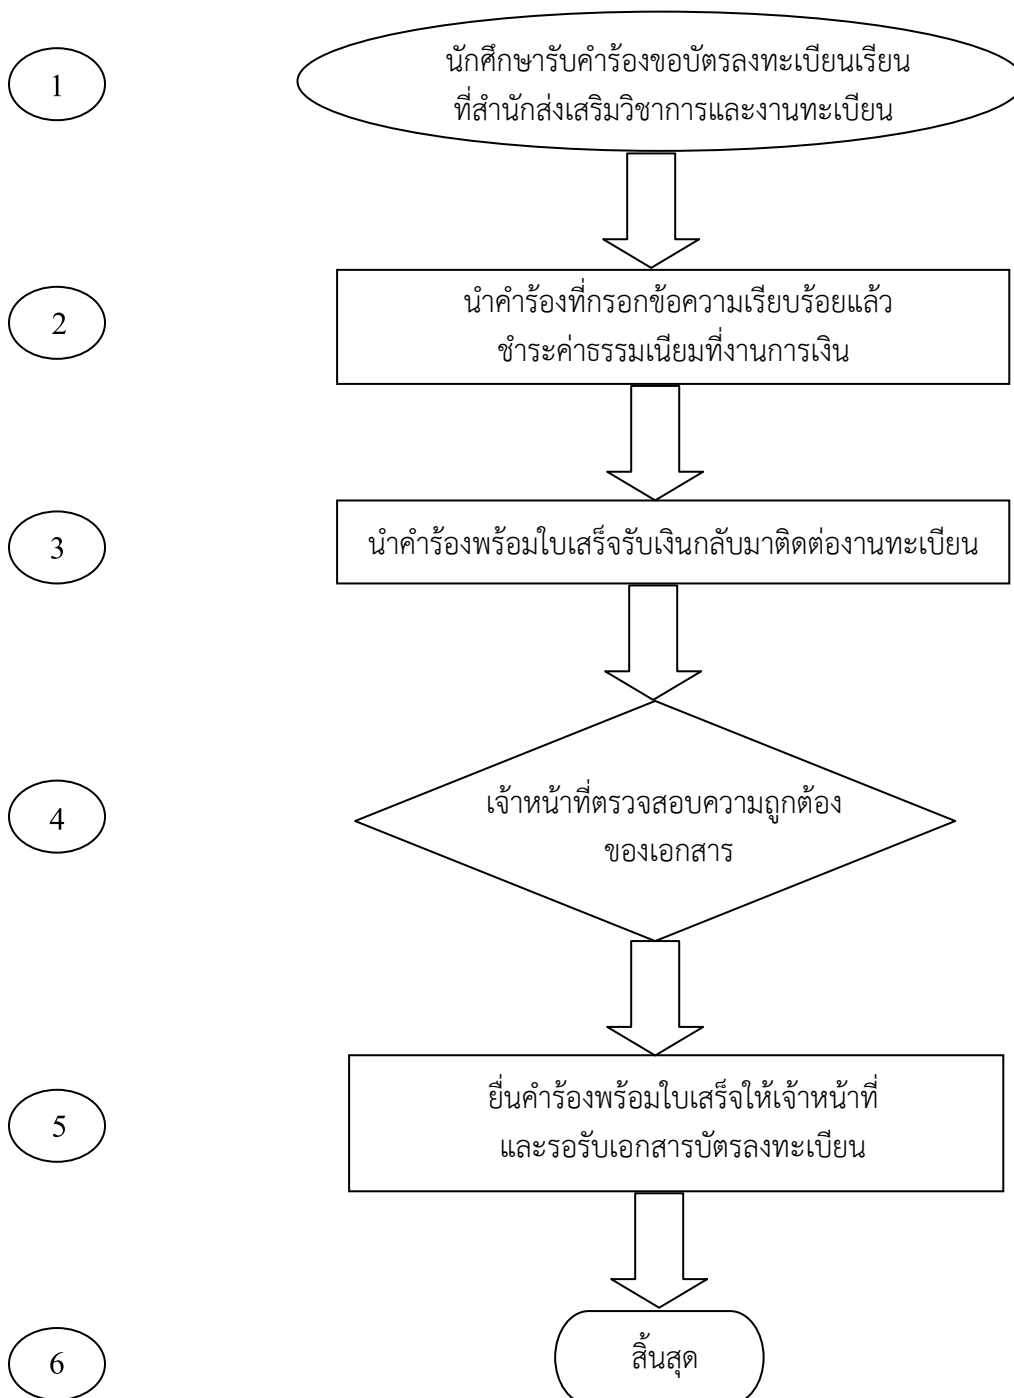 1
นักศึกษารับคำร้องขอบัตรลงทะเบียนเรียน
ที่สำนักส่งเสริมวิชาการและงานทะเบียน
2
นำคำร้องที่กรอกข้อความเรียบร้อยแล้ว
ชำระค่าธรรมเนียมที่งานการเงิน
3
นำคำร้องพร้อมใบเสร็จรับเงินกลับมาติดต่องานทะเบียน
4
เจ้าหน้าที่ตรวจสอบความถูกต้อง
ของเอกสาร
5
ยื่นคำร้องพร้อมใบเสร็จให้เจ้าหน้าที่
และรอรับเอกสารบัตรลงทะเบียน
6
สิ้นสุด